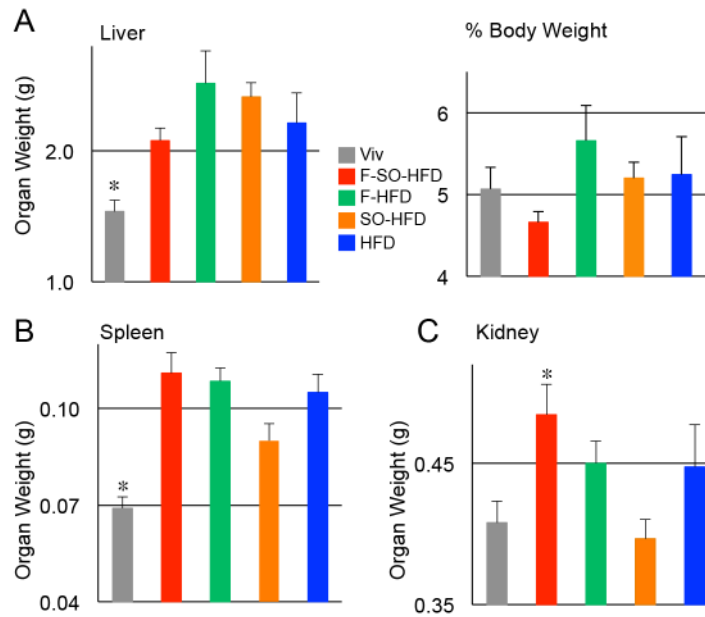 A
Liver
Organ Weight (g)
2.0
1.0
*
Viv
F-SO-HFD
F-HFD
SO-HFD
HFD
% Body Weight
6
5
4
B
Spleen
Organ Weight (g)
0.10
0.07
0.04
*
C
Kidney
Organ Weight (g)
0.45
0.35
*